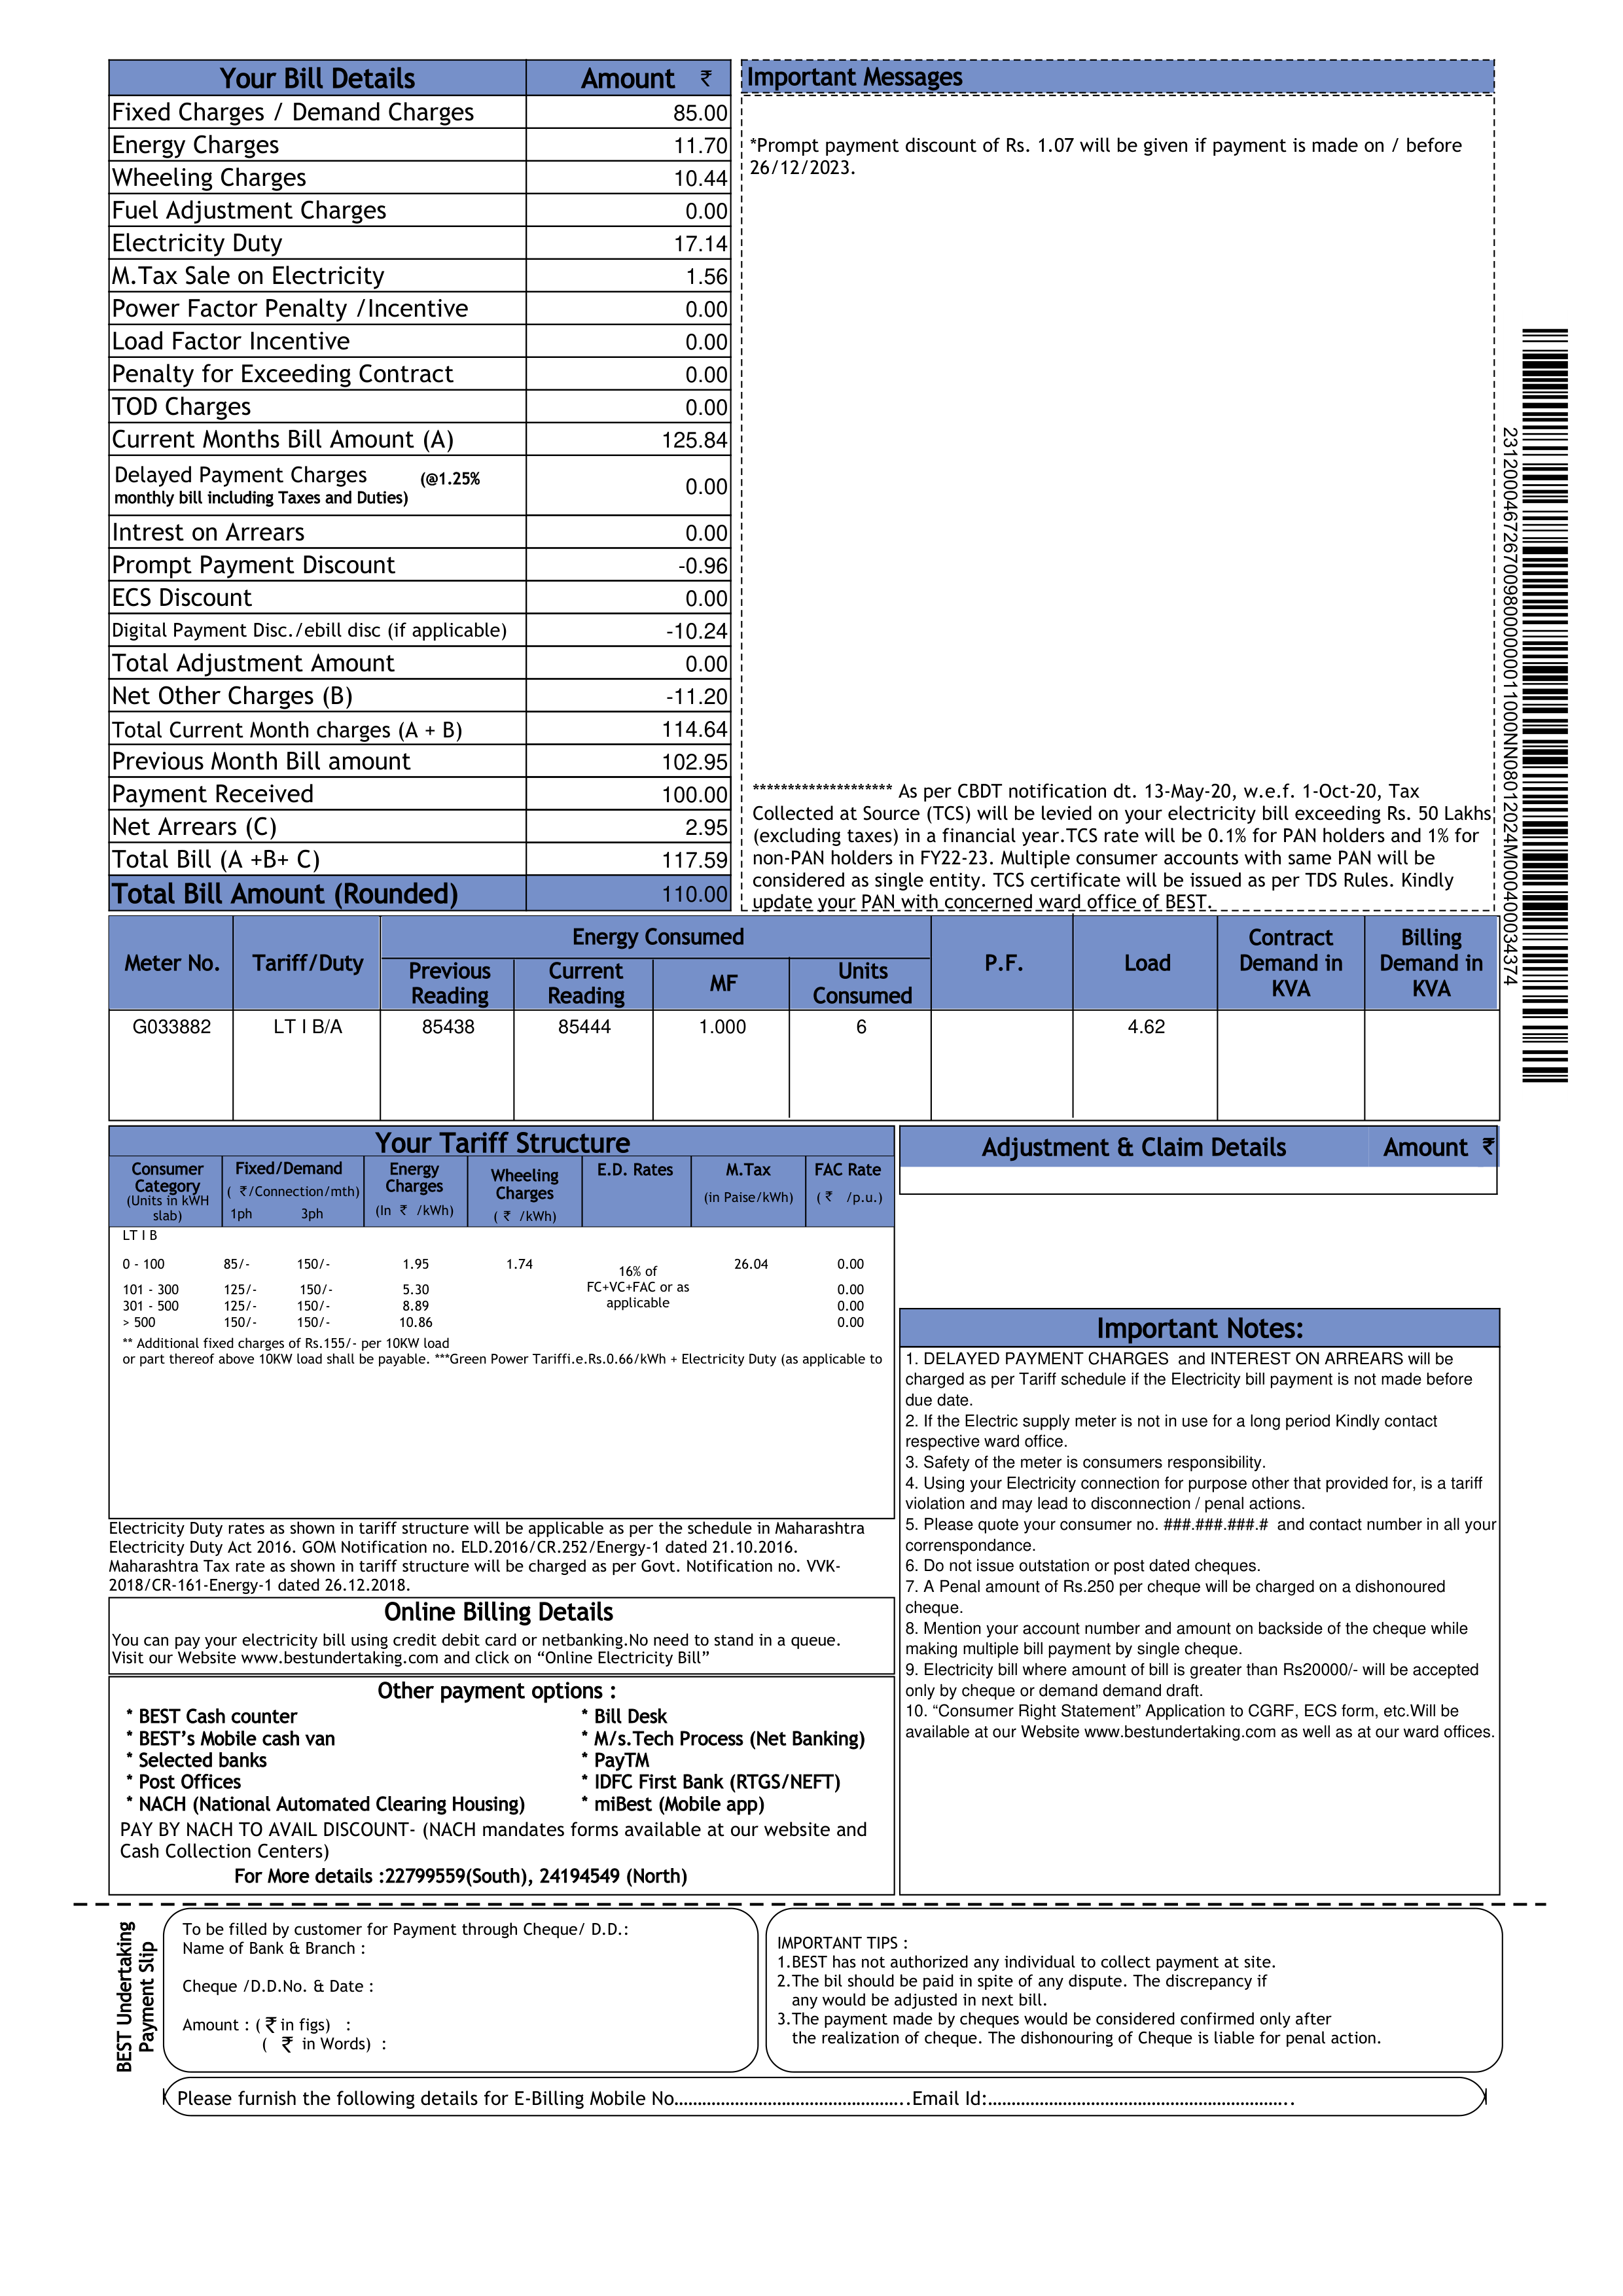 Your Bill Details Amount ₹
Fixed Charges / Demand Charges 85.00
Energy Charges 11.70
Wheeling Charges 10.44
Fuel Adjustment Charges 0.00
Electricity Duty 17.14
M.Tax Sale on Electricity 1.56
Power Factor Penalty /Incentive 0.00
Load Factor Incentive 0.00
Penalty for Exceeding Contract 0.00
TOD Charges 0.00
Current Months Bill Amount (A) 125.84
Delayed Payment Charges (@1.25%
monthly bill including Taxes and Duties) 0.00
Intrest on Arrears 0.00
Prompt Payment Discount -0.96
ECS Discount 0.00
Digital Payment Disc./ebill disc (if applicable) -10.24
Total Adjustment Amount 0.00
Net Other Charges (B) -11.20
Total Current Month charges (A + B) 114.64
Previous Month Bill amount 102.95
Payment Received 100.00
Net Arrears (C) 2.95
Total Bill (A +B+ C) 117.59
Total Bill Amount (Rounded) 110.00
Important Messages
*Prompt payment discount of Rs. 1.07 will be given if payment is made on / before
26/12/2023.
******************** As per CBDT notification dt. 13-May-20, w.e.f. 1-Oct-20, Tax
Collected at Source (TCS) will be levied on your electricity bill exceeding Rs. 50 Lakhs
(excluding taxes) in a financial year.TCS rate will be 0.1% for PAN holders and 1% for
non-PAN holders in FY22-23. Multiple consumer accounts with same PAN will be
considered as single entity. TCS certificate will be issued as per TDS Rules. Kindly
update your PAN with concerned ward office of BEST.
Meter No. Tariff/Duty Energy Consumed P.F. Load Contract Demand in KVA Billing Demand in KVA
Previous Reading Current Reading MF Units Consumed
G033882 LT I B/A 85438 85444 1.000 6 4.62
Your Tariff Structure
Consumer Category (Units in kWH slab) Fixed/Demand ( ₹/Connection/mth) 1ph 3ph Energy Charges (In ₹ /kWh) Wheeling Charges ( ₹ /kWh) E.D. Rates M.Tax (in Paise/kWh) FAC Rate ( ₹ /p.u.)
LT I B
0 - 100 85/- 150/- 1.95 1.74 16% of FC+VC+FAC or as applicable 26.04 0.00
101 - 300 125/- 150/- 5.30 0.00
301 - 500 125/- 150/- 8.89 0.00
> 500 150/- 150/- 10.86 0.00
** Additional fixed charges of Rs.155/- per 10KW load
or part thereof above 10KW load shall be payable. ***Green Power Tariffi.e.Rs.0.66/kWh + Electricity Duty (as applicable to
Electricity Duty rates as shown in tariff structure will be applicable as per the schedule in Maharashtra
Electricity Duty Act 2016. GOM Notification no. ELD.2016/CR.252/Energy-1 dated 21.10.2016.
Maharashtra Tax rate as shown in tariff structure will be charged as per Govt. Notification no. VVK-
2018/CR-161-Energy-1 dated 26.12.2018.
Online Billing Details
You can pay your electricity bill using credit debit card or netbanking.No need to stand in a queue.
Visit our Website www.bestundertaking.com and click on “Online Electricity Bill”
Other payment options :
* BEST Cash counter
* BEST’s Mobile cash van
* Selected banks
* Post Offices
* NACH (National Automated Clearing Housing)
* Bill Desk
* M/s.Tech Process (Net Banking)
* PayTM
* IDFC First Bank (RTGS/NEFT)
* miBest (Mobile app)
PAY BY NACH TO AVAIL DISCOUNT- (NACH mandates forms available at our website and
Cash Collection Centers)
For More details :22799559(South), 24194549 (North)
Adjustment & Claim Details Amount ₹
Important Notes:
1. DELAYED PAYMENT CHARGES and INTEREST ON ARREARS will be
charged as per Tariff schedule if the Electricity bill payment is not made before
due date.
2. If the Electric supply meter is not in use for a long period Kindly contact
respective ward office.
3. Safety of the meter is consumers responsibility.
4. Using your Electricity connection for purpose other that provided for, is a tariff
violation and may lead to disconnection / penal actions.
5. Please quote your consumer no. ###.###.###.# and contact number in all your
correnspondance.
6. Do not issue outstation or post dated cheques.
7. A Penal amount of Rs.250 per cheque will be charged on a dishonoured
cheque.
8. Mention your account number and amount on backside of the cheque while
making multiple bill payment by single cheque.
9. Electricity bill where amount of bill is greater than Rs20000/- will be accepted
only by cheque or demand demand draft.
10. “Consumer Right Statement” Application to CGRF, ECS form, etc.Will be
available at our Website www.bestundertaking.com as well as at our ward offices.
BEST Undertaking
Payment Slip
To be filled by customer for Payment through Cheque/ D.D.:
Name of Bank & Branch :
Cheque /D.D.No. & Date :
Amount : ( ₹ in figs) :
( ₹ in Words) :
IMPORTANT TIPS :
1.BEST has not authorized any individual to collect payment at site.
2.The bil should be paid in spite of any dispute. The discrepancy if
any would be adjusted in next bill.
3.The payment made by cheques would be considered confirmed only after
the realization of cheque. The dishonouring of Cheque is liable for penal action.
Please furnish the following details for E-Billing Mobile No……………………………………….Email Id:…………………………………………………..